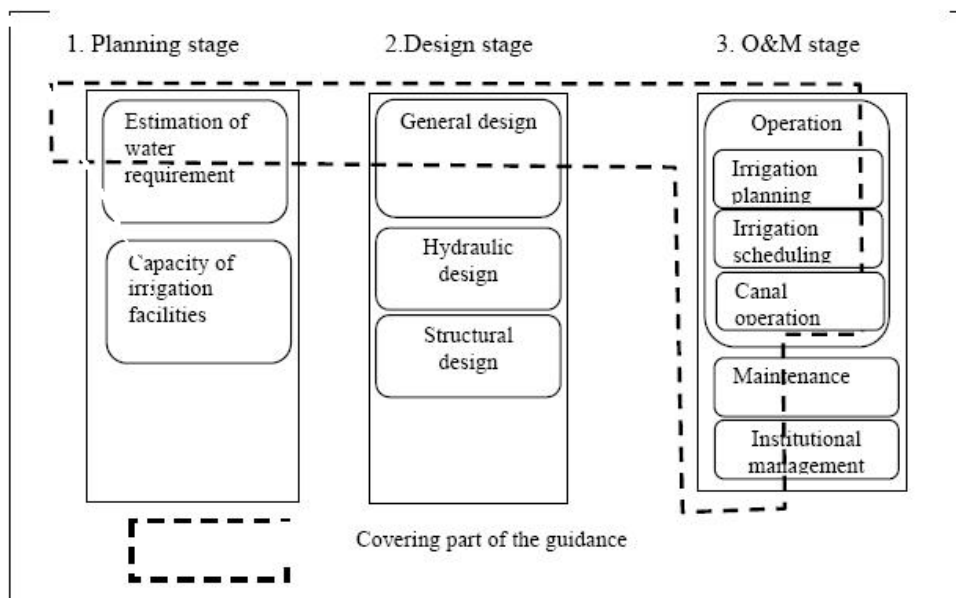 1. Planning stage
2.Design stage
3. O&M stage
Estimation of
water
requirement
Capacity of
irrigation
facilities
General design
Hydraulic
design
Structural
design
Operation
Irrigation
planning
Irrigation
scheduling
Canal
operation
Maintenance
Institutional
management
Covering part of the guidance